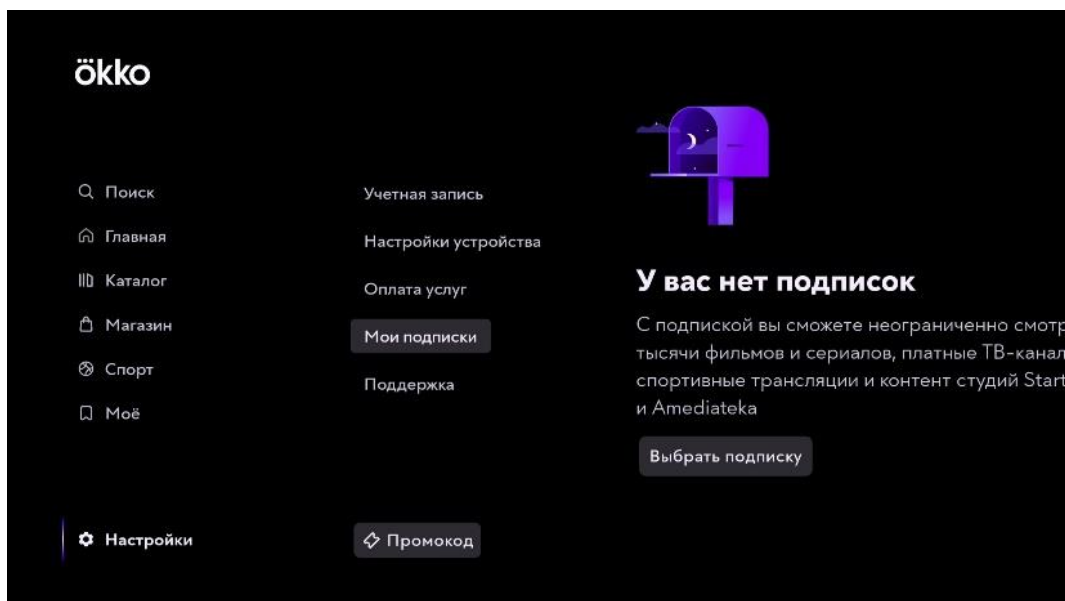 ökko
Поиск
Главная
Каталог
Магазин
Спорт
Моё
Настройки
Учетная запись
Настройки устройства
Оплата услуг
Мои подписки
Поддержка
Промокод
У вас нет подписок
С подпиской вы сможете неограниченно смотр
тысячи фильмов и сериалов, платные ТВ-канал
спортивные трансляции и контент студий Start
и Amediateka
Выбрать подписку